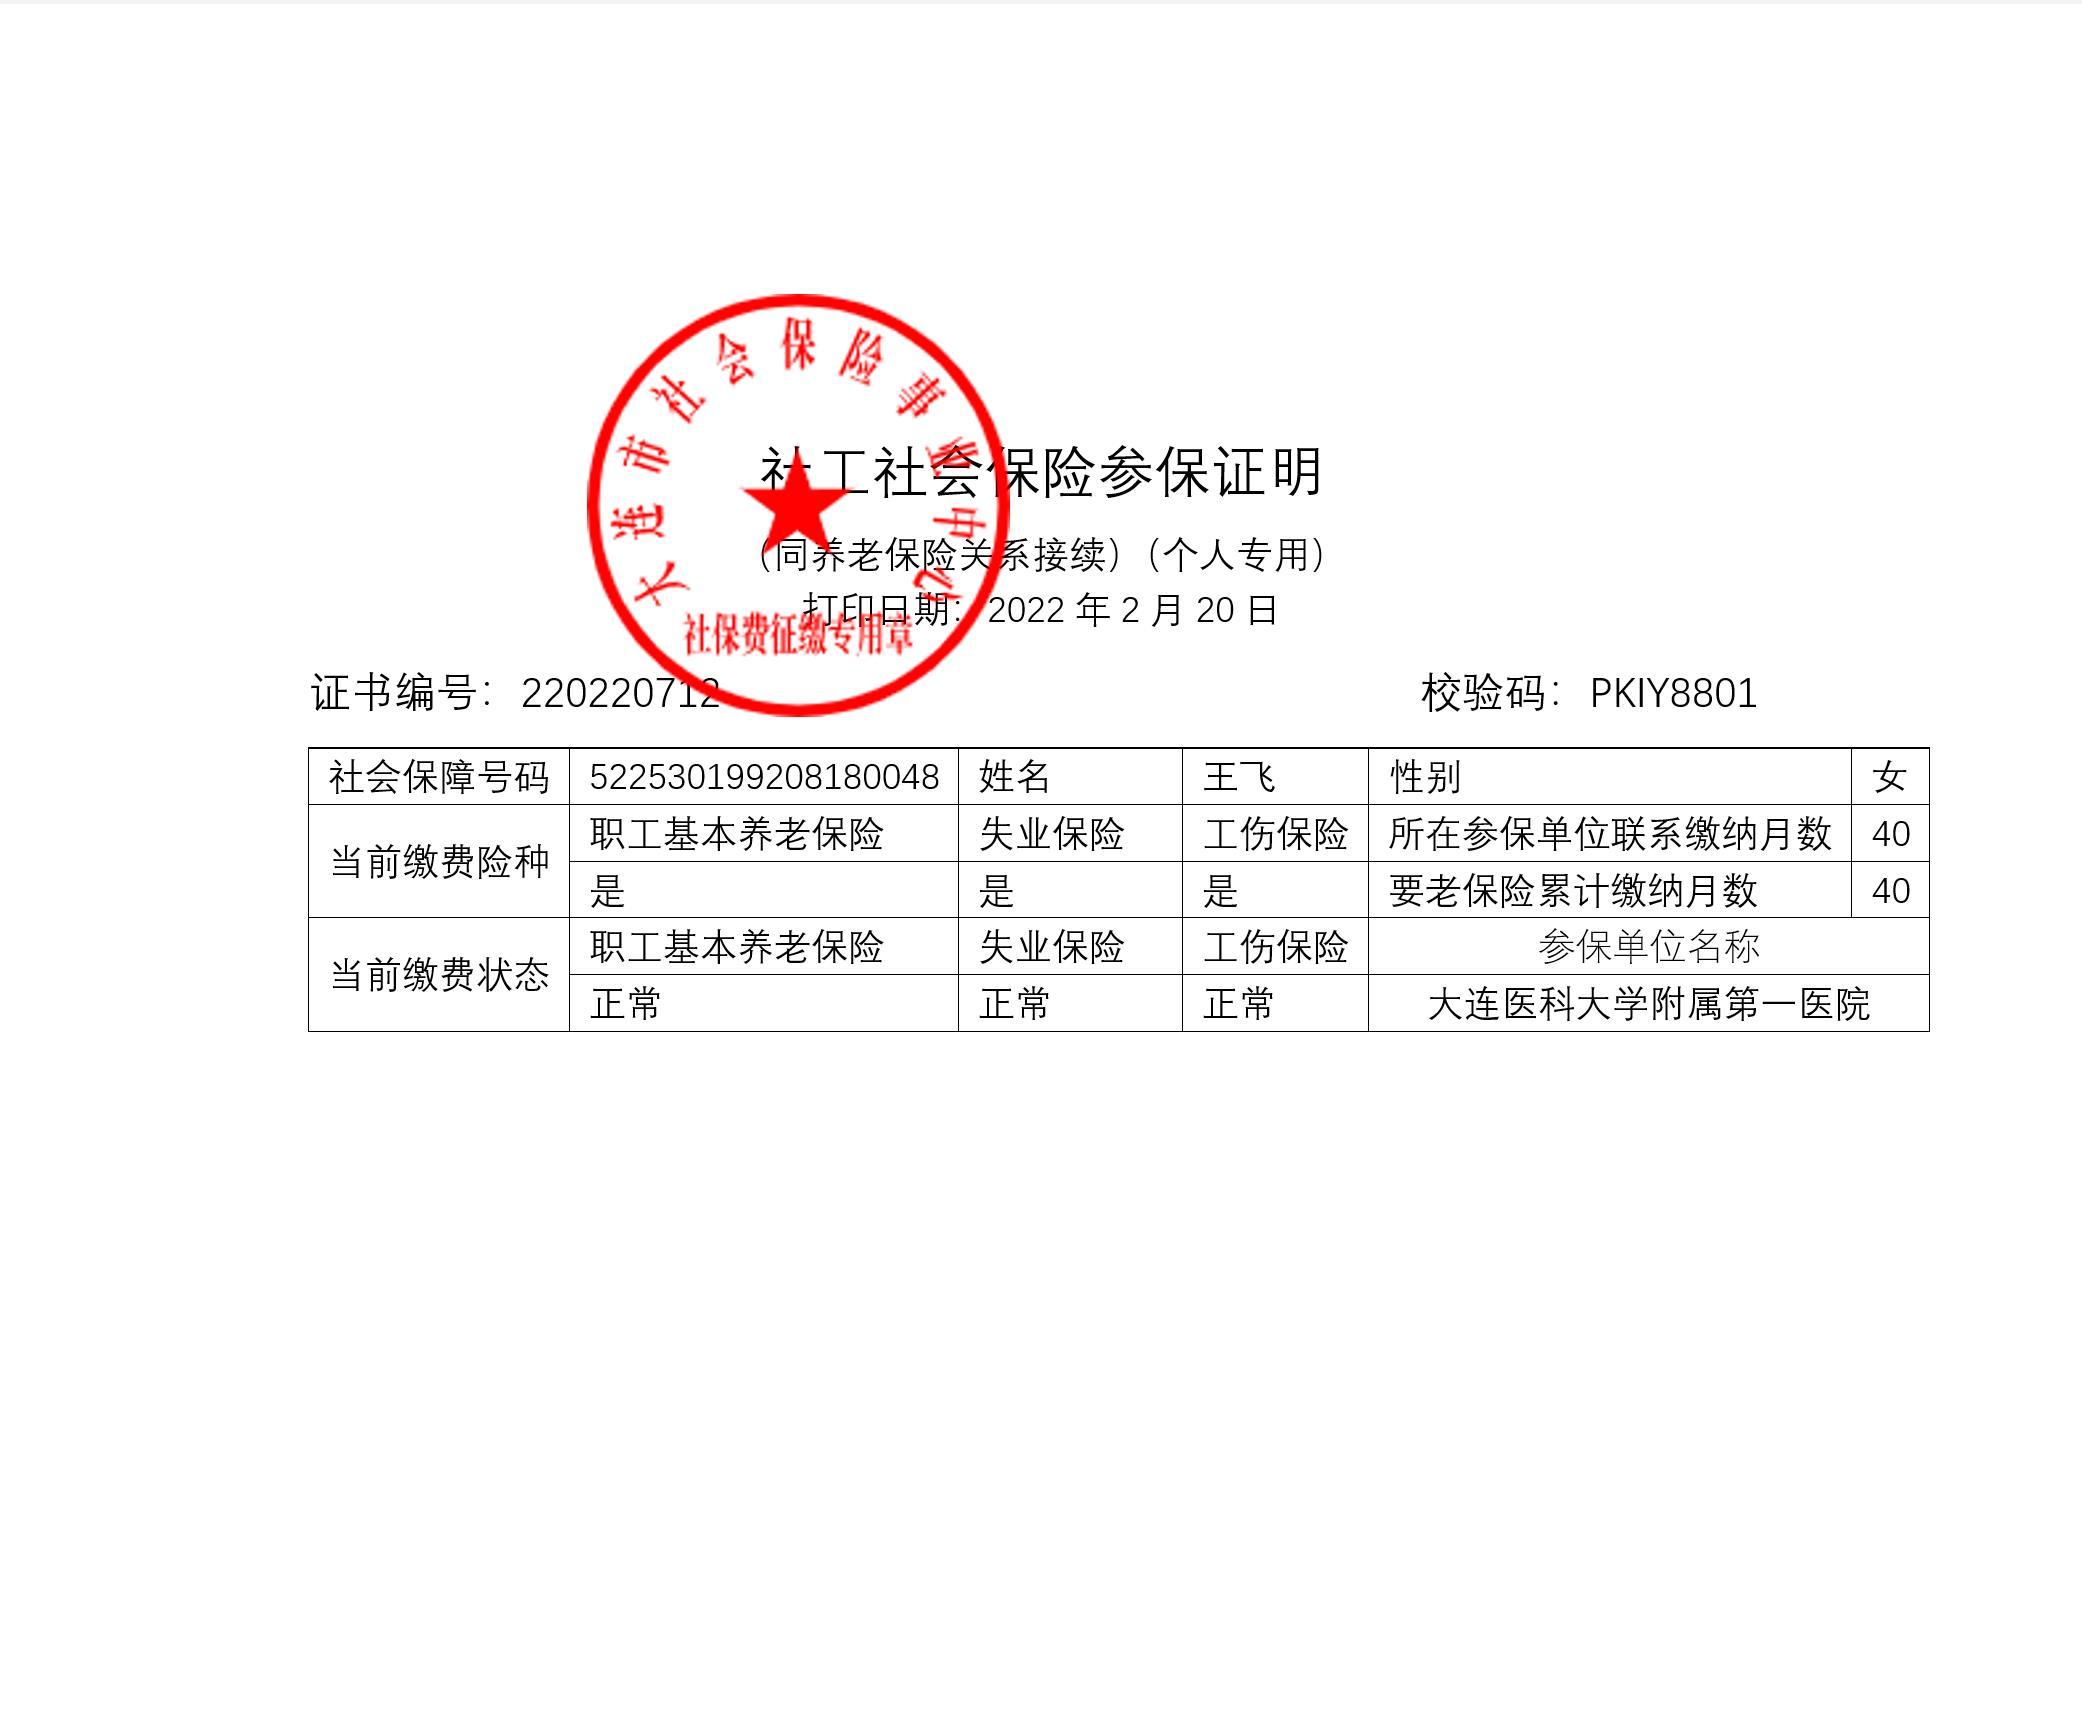 大连市社会保险事业中心
社工社会保险参保证明
（同养老保险关系接续）（个人专用）
打印日期： 2022 年 2 月 20 日
社保费征缴专用章
证书编号： 220220712 校验码： PKIY8801
社会保障号码 522530199208180048 姓名 王飞 性别 女
当前缴费险种 职工基本养老保险 失业保险 工伤保险 所在参保单位联系缴纳月数 40
是 是 是 要老保险累计缴纳月数 40
当前缴费状态 职工基本养老保险 失业保险 工伤保险 参保单位名称
正常 正常 正常 大连医科大学附属第一医院